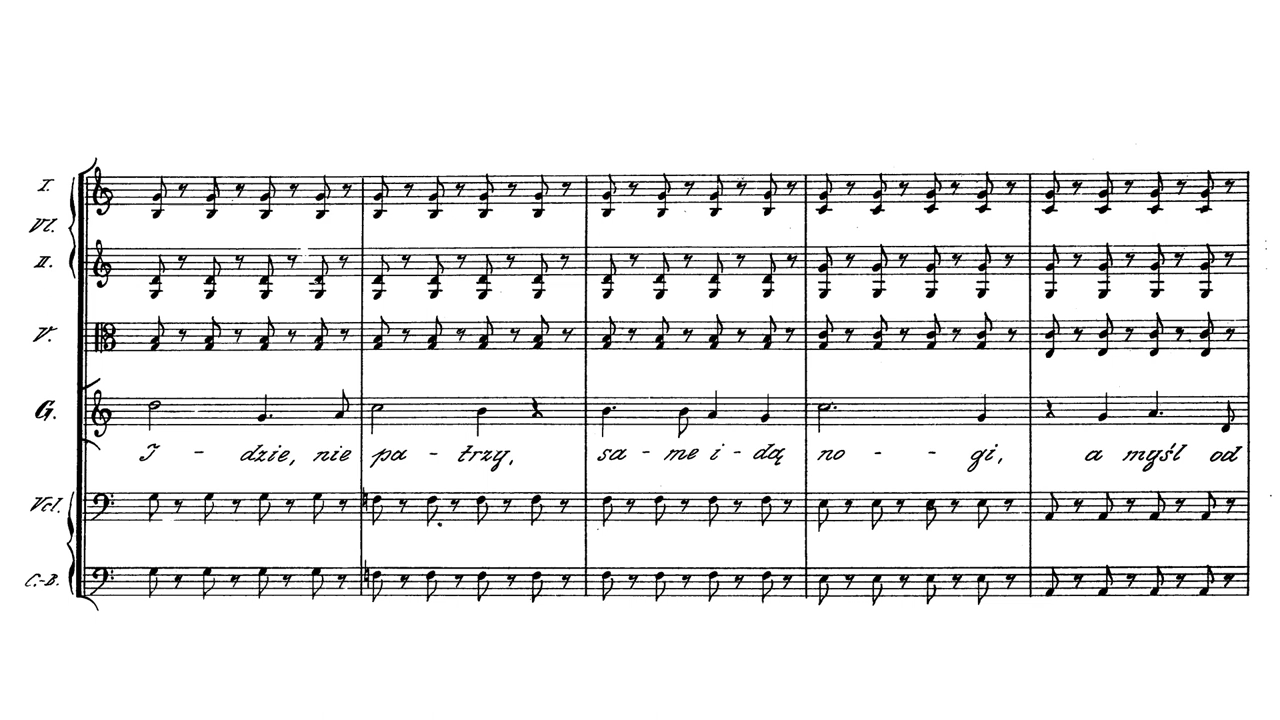 I.
Vl.
II.
V.
G.
I - dzie, nie pa - trzy, sa - me i - dą no - - gi, a myśl od
Vcl.
C.-B.